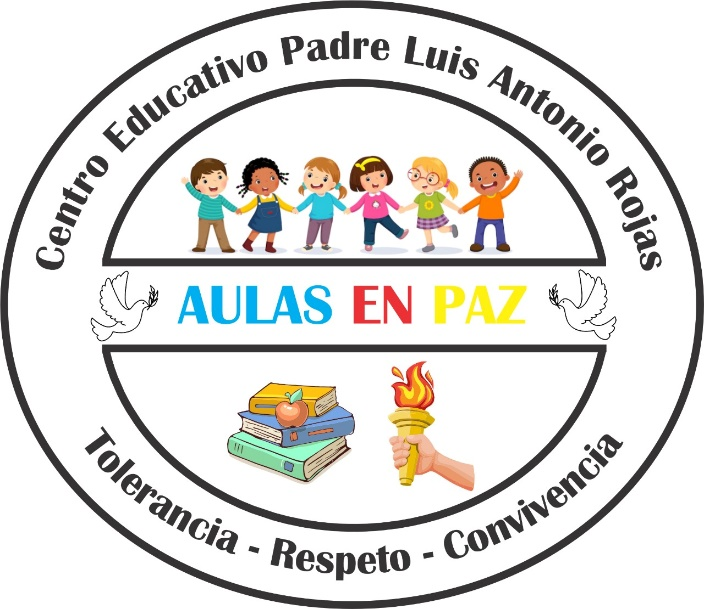 Centro Educativo Padre Luis Antonio Rojas
AULAS EN PAZ
Tolerancia - Respeto - Convivencia